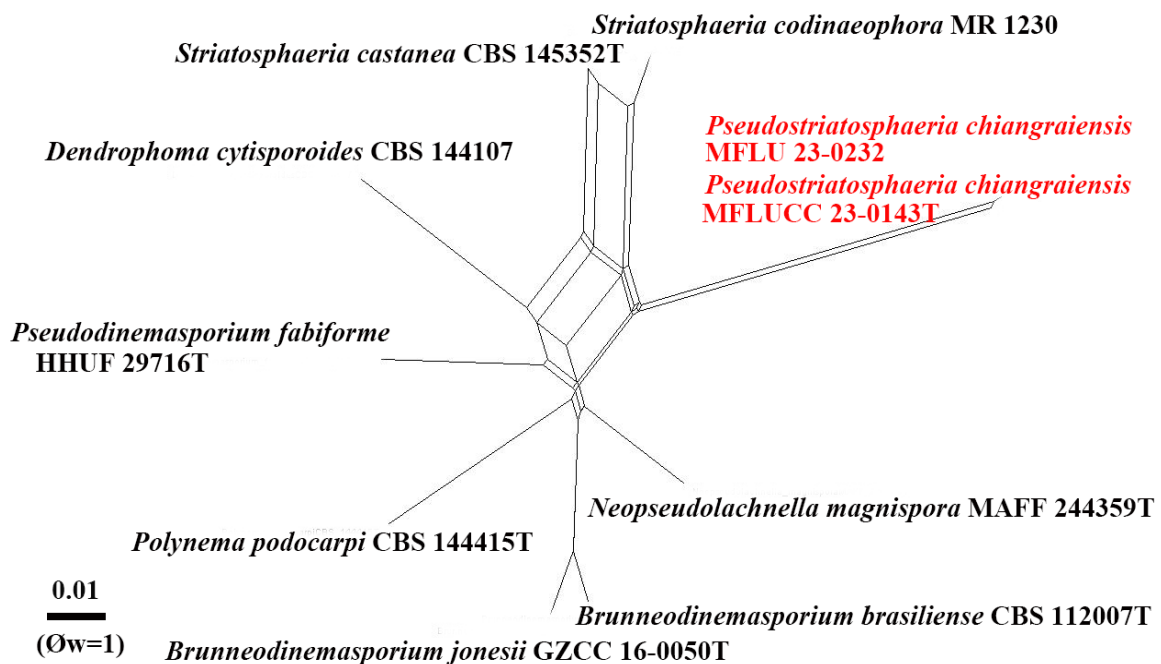 Striatosphaeria codinaeophora MR 1230
Striatosphaeria castanea CBS 145352T
Pseudostriatosphaeria chiangraiensis
MFLU 23-0232
Dendrophoma cytisporoides CBS 144107
Pseudostriatosphaeria chiangraiensis
MFLUCC 23-0143T
Pseudodinemasporium fabiforme
HHUF 29716T
Neopseudolachnella magnispora MAFF 244359T
Polynema podocarpi CBS 144415T
0.01
Brunneodinemasporium brasiliense CBS 112007T
(Øw=1)
Brunneodinemasporium jonesii GZCC 16-0050T